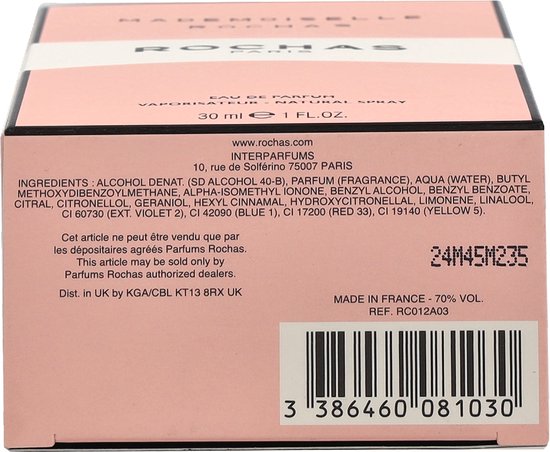 MADEMOISELLE
ROCHAS
ROCHAS
PARIS
EAU DE PARFUM
VAPORISATEUR - NATURAL SPRAY
30 ml e 1 FL.OZ.
www.rochas.com
INTERPARFUMS
10, rue de Solférino 75007 PARIS
INGREDIENTS : ALCOHOL DENAT. (SD ALCOHOL 40-B), PARFUM (FRAGRANCE), AQUA (WATER), BUTYL
METHOXYDIBENZOYLMETHANE, ALPHA-ISOMETHYL IONONE, BENZYL ALCOHOL, BENZYL BENZOATE,
CITRAL, CITRONELLOL, GERANIOL, HEXYL CINNAMAL, HYDROXYCITRONELLAL, LIMONENE, LINALOOL,
CI 60730 (EXT. VIOLET 2), CI 42090 (BLUE 1), CI 17200 (RED 33), CI 19140 (YELLOW 5).
Cet article ne peut être vendu que par
les dépositaires agréés Parfums Rochas.
This article may be sold only by
Parfums Rochas authorized dealers.
Dist. in UK by KGA/CBL KT13 8RX UK
24M45M235
MADE IN FRANCE - 70% VOL.
REF. RC012A03
3 386460 081030